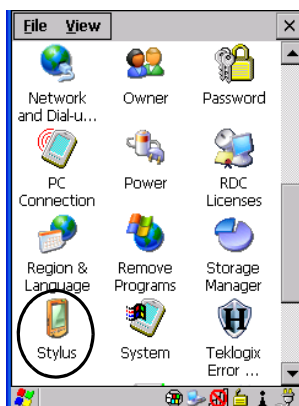 File View
Network Owner Password
and Dial-u...
PC Power RDC
Connection Licenses
Region & Remove Storage
Language Programs Manager
Stylus System Teklogix
Error ...